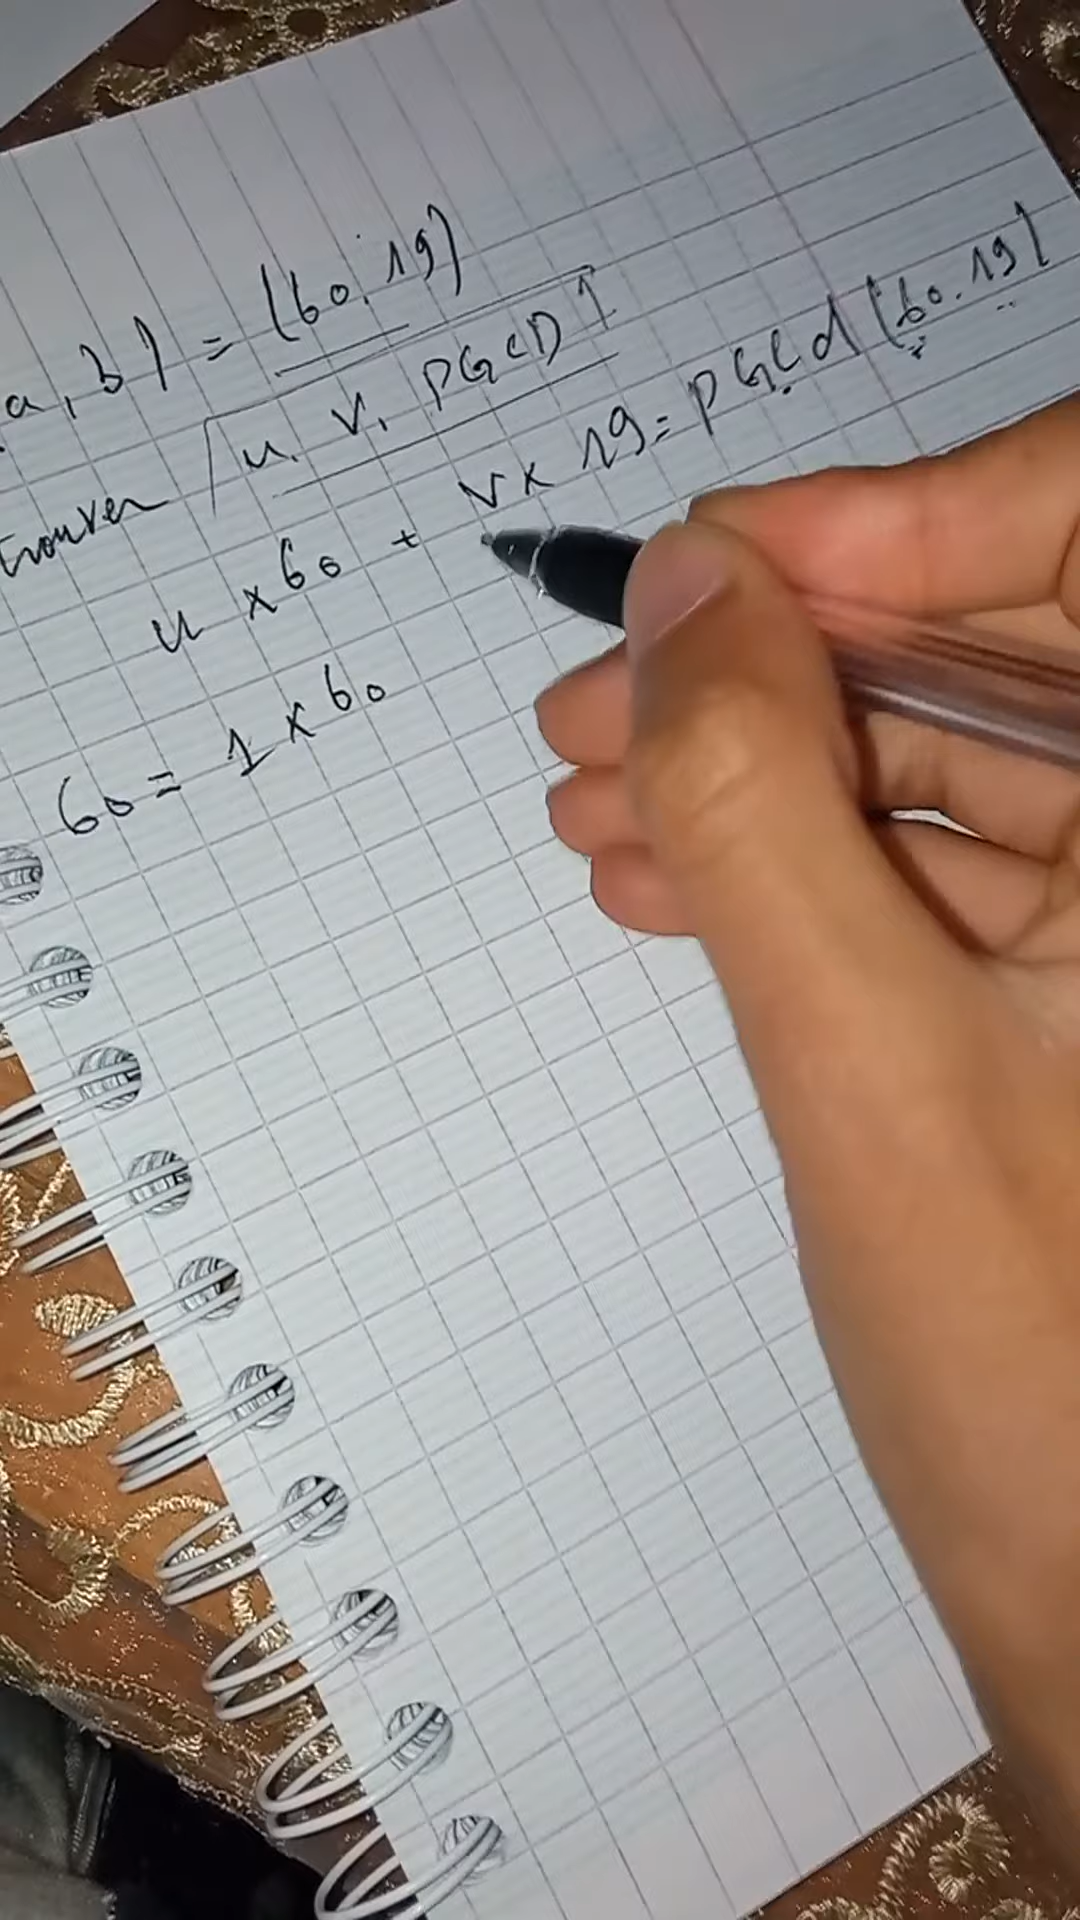 a, b) = (60, 19)
trouver (u, v, PGCD)
u × 60 + v × 19 = PGCd (60, 19)
60 = 1 × 60